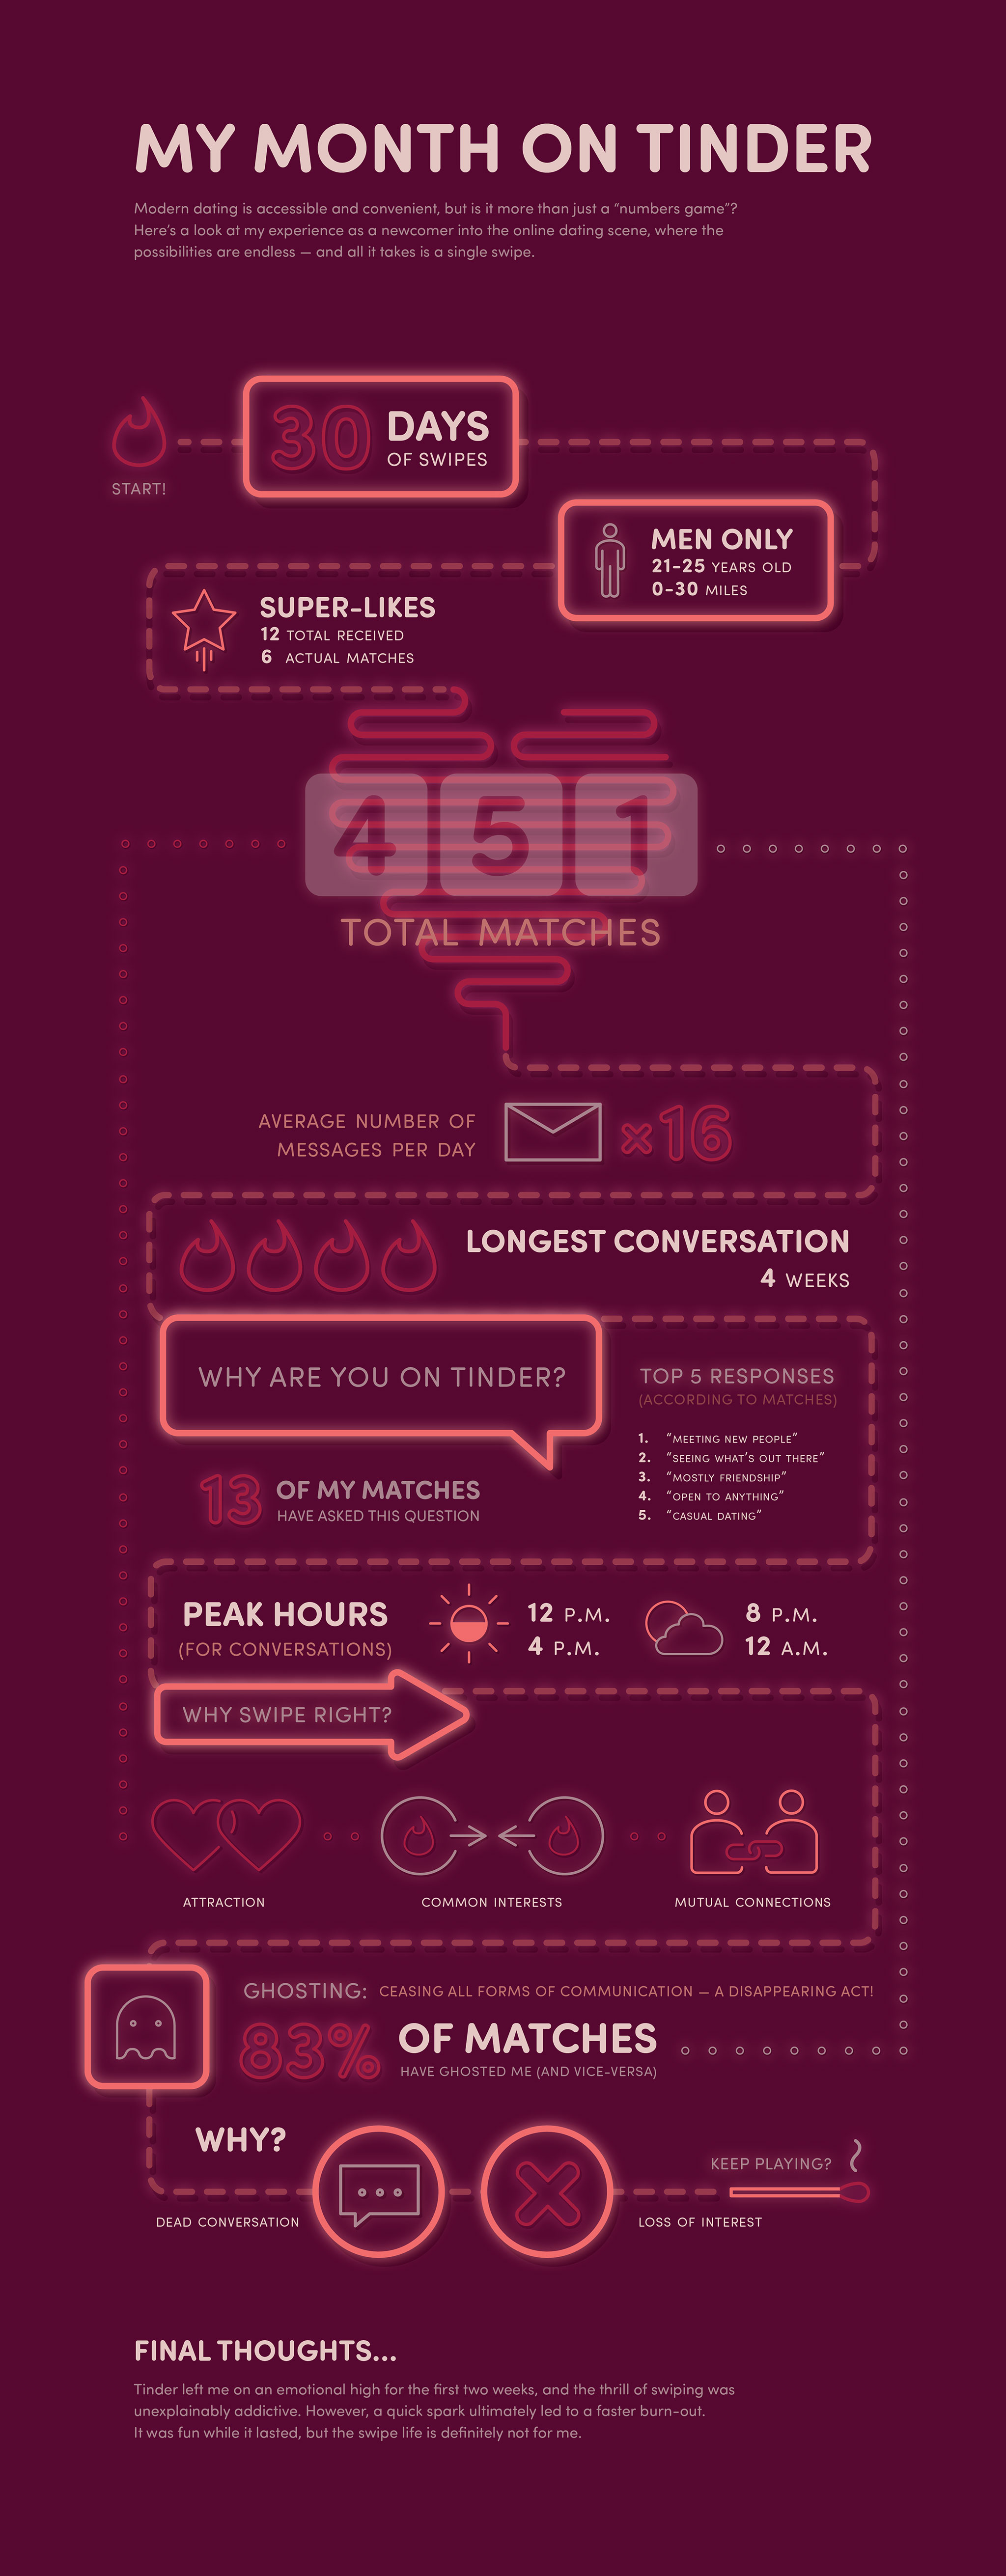 MY MONTH ON TINDER
Modern dating is accessible and convenient, but is it more than just a “numbers game”?
Here’s a look at my experience as a newcomer into the online dating scene, where the
possibilities are endless — and all it takes is a single swipe.
START!
30 DAYS
OF SWIPES
MEN ONLY
21-25 YEARS OLD
0-30 MILES
SUPER-LIKES
12 TOTAL RECEIVED
6 ACTUAL MATCHES
451
TOTAL MATCHES
AVERAGE NUMBER OF
MESSAGES PER DAY
×16
LONGEST CONVERSATION
4 WEEKS
WHY ARE YOU ON TINDER?
13 OF MY MATCHES
HAVE ASKED THIS QUESTION
TOP 5 RESPONSES
(ACCORDING TO MATCHES)
1. “MEETING NEW PEOPLE”
2. “SEEING WHAT’S OUT THERE”
3. “MOSTLY FRIENDSHIP”
4. “OPEN TO ANYTHING”
5. “CASUAL DATING”
PEAK HOURS
(FOR CONVERSATIONS)
12 P.M.
4 P.M.
8 P.M.
12 A.M.
WHY SWIPE RIGHT?
ATTRACTION
COMMON INTERESTS
MUTUAL CONNECTIONS
GHOSTING: CEASING ALL FORMS OF COMMUNICATION — A DISAPPEARING ACT!
83% OF MATCHES
HAVE GHOSTED ME (AND VICE-VERSA)
WHY?
DEAD CONVERSATION
LOSS OF INTEREST
KEEP PLAYING?
FINAL THOUGHTS...
Tinder left me on an emotional high for the first two weeks, and the thrill of swiping was
unexplainably addictive. However, a quick spark ultimately led to a faster burn-out.
It was fun while it lasted, but the swipe life is definitely not for me.